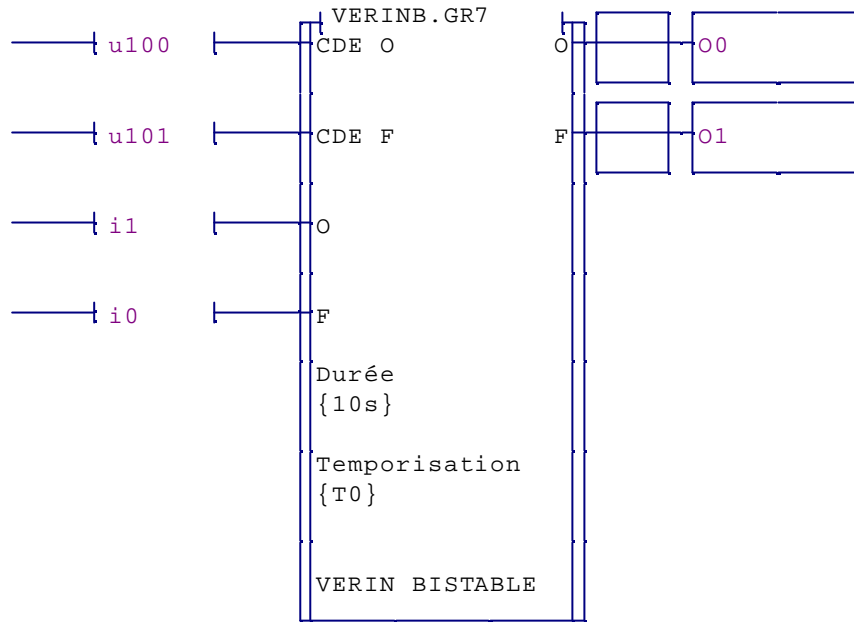 VERINB.GR7
u100 CDE O O O0
u101 CDE F F O1
i1 O
i0 F
Durée
{10s}
Temporisation
{T0}
VERIN BISTABLE